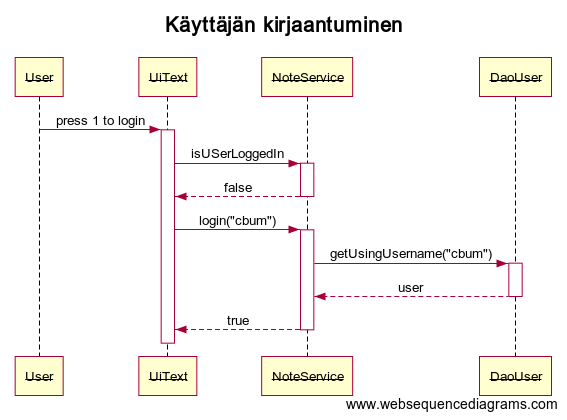 Käyttäjän kirjaantuminen
User UiText NoteService DaoUser
press 1 to login
isUSerLoggedIn
false
login("cbum")
getUsingUsername("cbum")
user
true
User UiText NoteService DaoUser
www.websequencediagrams.com